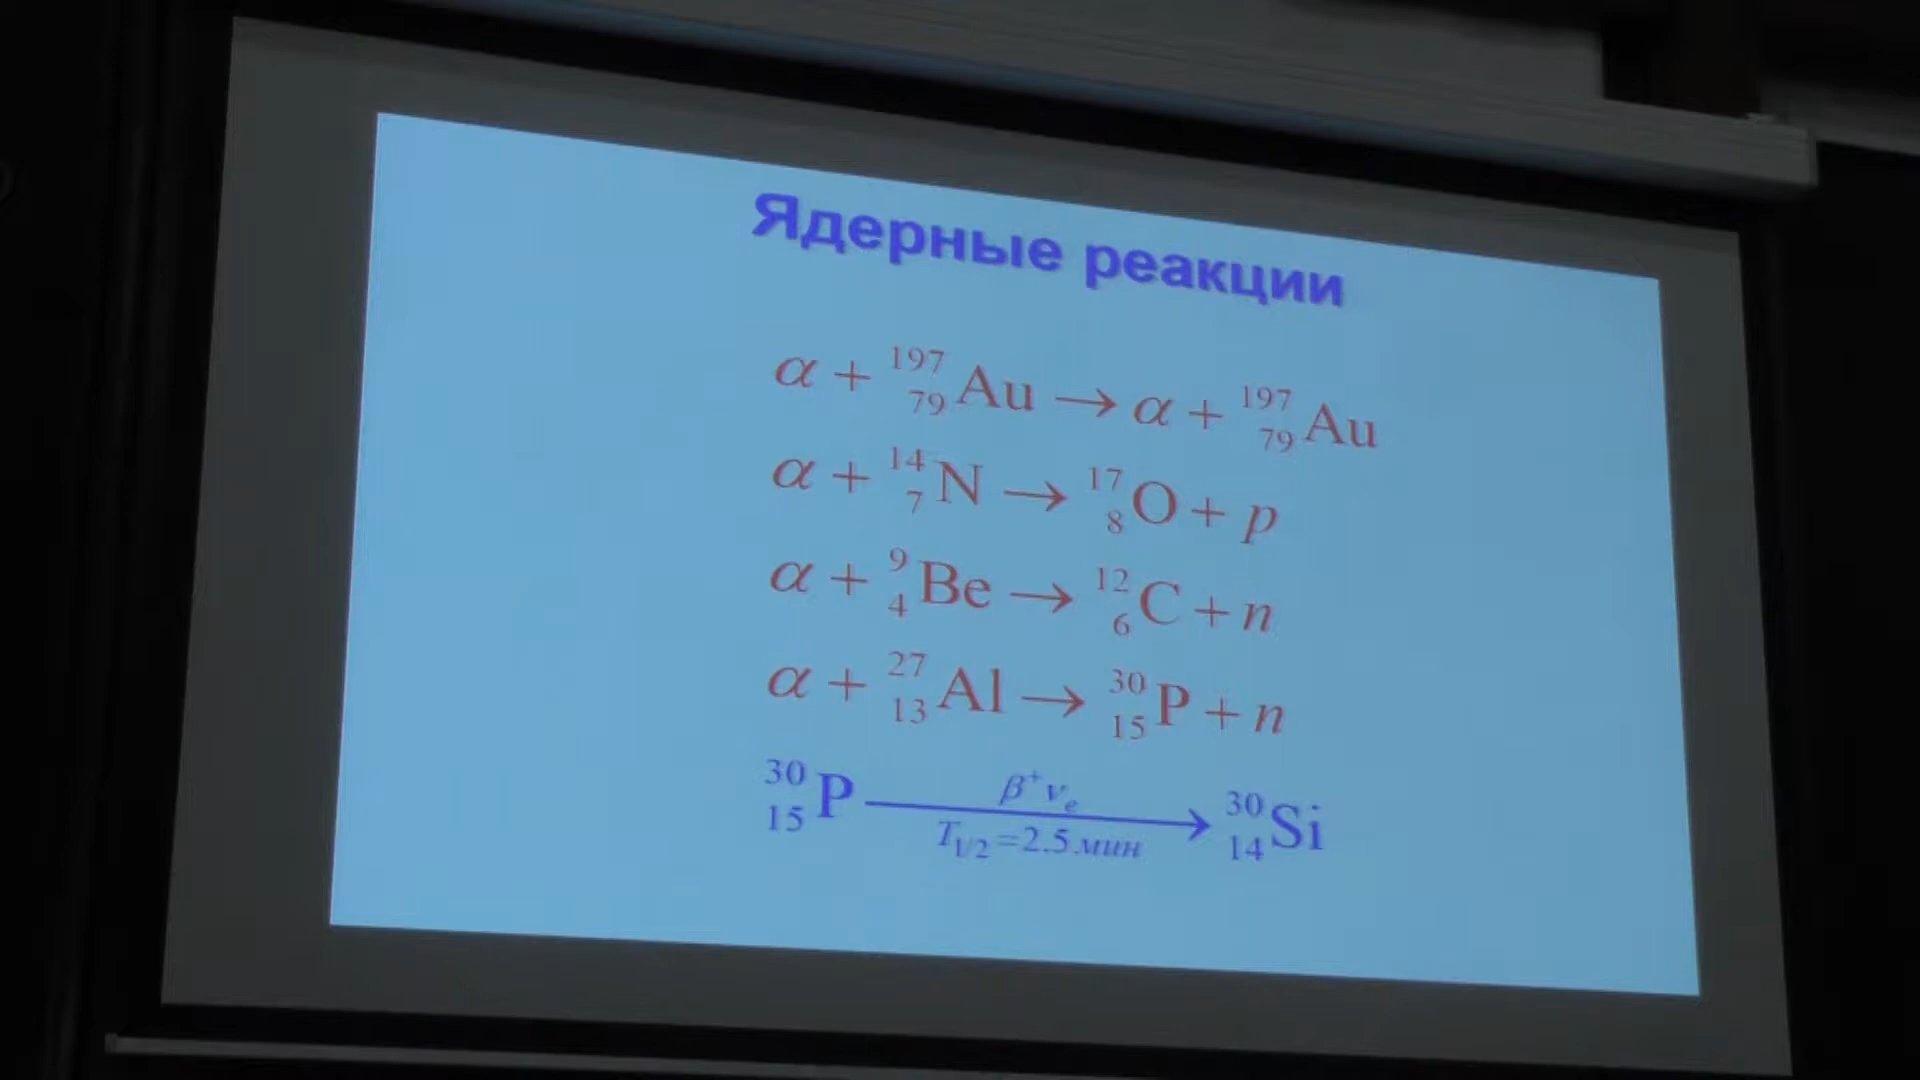 Ядерные реакции
α + ¹⁹⁷₇₉Au → α + ¹⁹⁷₇₉Au
α + ¹⁴₇N → ¹⁷₈O + p
α + ⁹₄Be → ¹²₆C + n
α + ²⁷₁₃Al → ³⁰₁₅P + n
³⁰₁₅P β⁺νₑ → T₁/₂=2.5 мин ³⁰₁₄Si